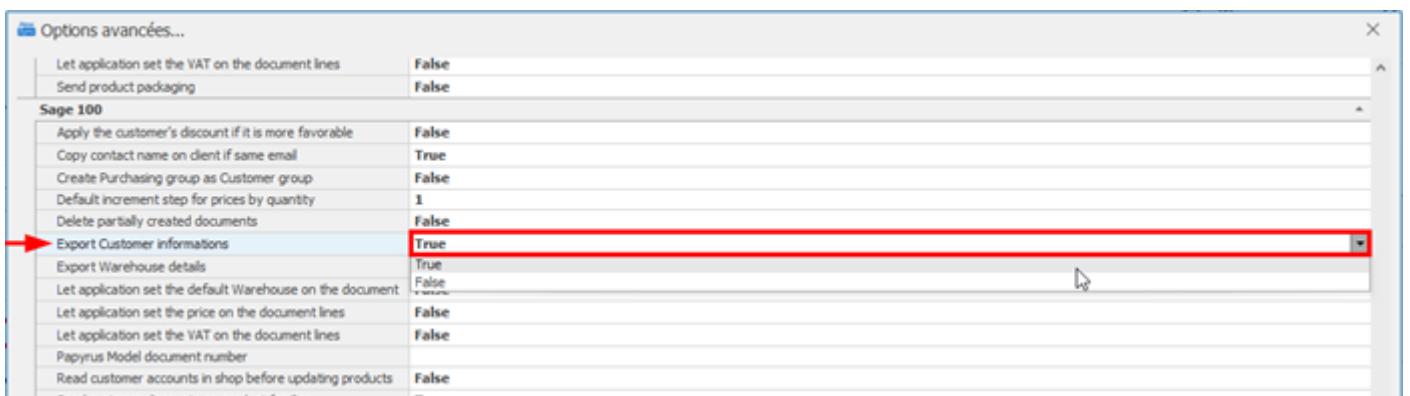 Options avancées...
Let application set the VAT on the document lines False
Send product packaging False
Sage 100
Apply the customer's discount if it is more favorable False
Copy contact name on client if same email True
Create Purchasing group as Customer group False
Default increment step for prices by quantity 1
Delete partially created documents False
Export Customer informations True
Export Warehouse details True
False
Let application set the default Warehouse on the document
Let application set the price on the document lines False
Let application set the VAT on the document lines False
Papyrus Model document number
Read customer accounts in shop before updating products False